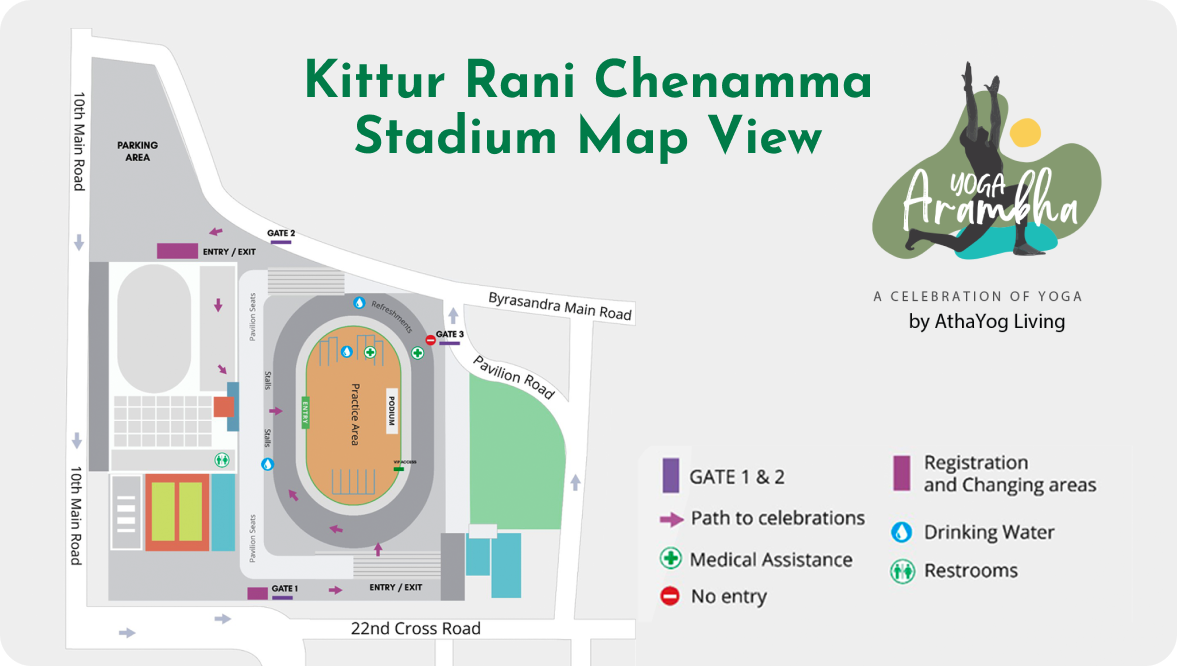 Kittur Rani Chenamma
Stadium Map View
YOGA
Arambha
A CELEBRATION OF YOGA
by AthaYog Living
10th Main Road
PARKING
AREA
GATE 2
ENTRY / EXIT
Byrasandra Main Road
Pavilion Seats
Refreshments
GATE 3
Pavilion Road
Stalls
ENTRY
Practice Area
PODIUM
Stalls
VIP ACCESS
10th Main Road
Pavilion Seats
GATE 1
ENTRY / EXIT
22nd Cross Road
GATE 1 & 2
Path to celebrations
Medical Assistance
No entry
Registration
and Changing areas
Drinking Water
Restrooms